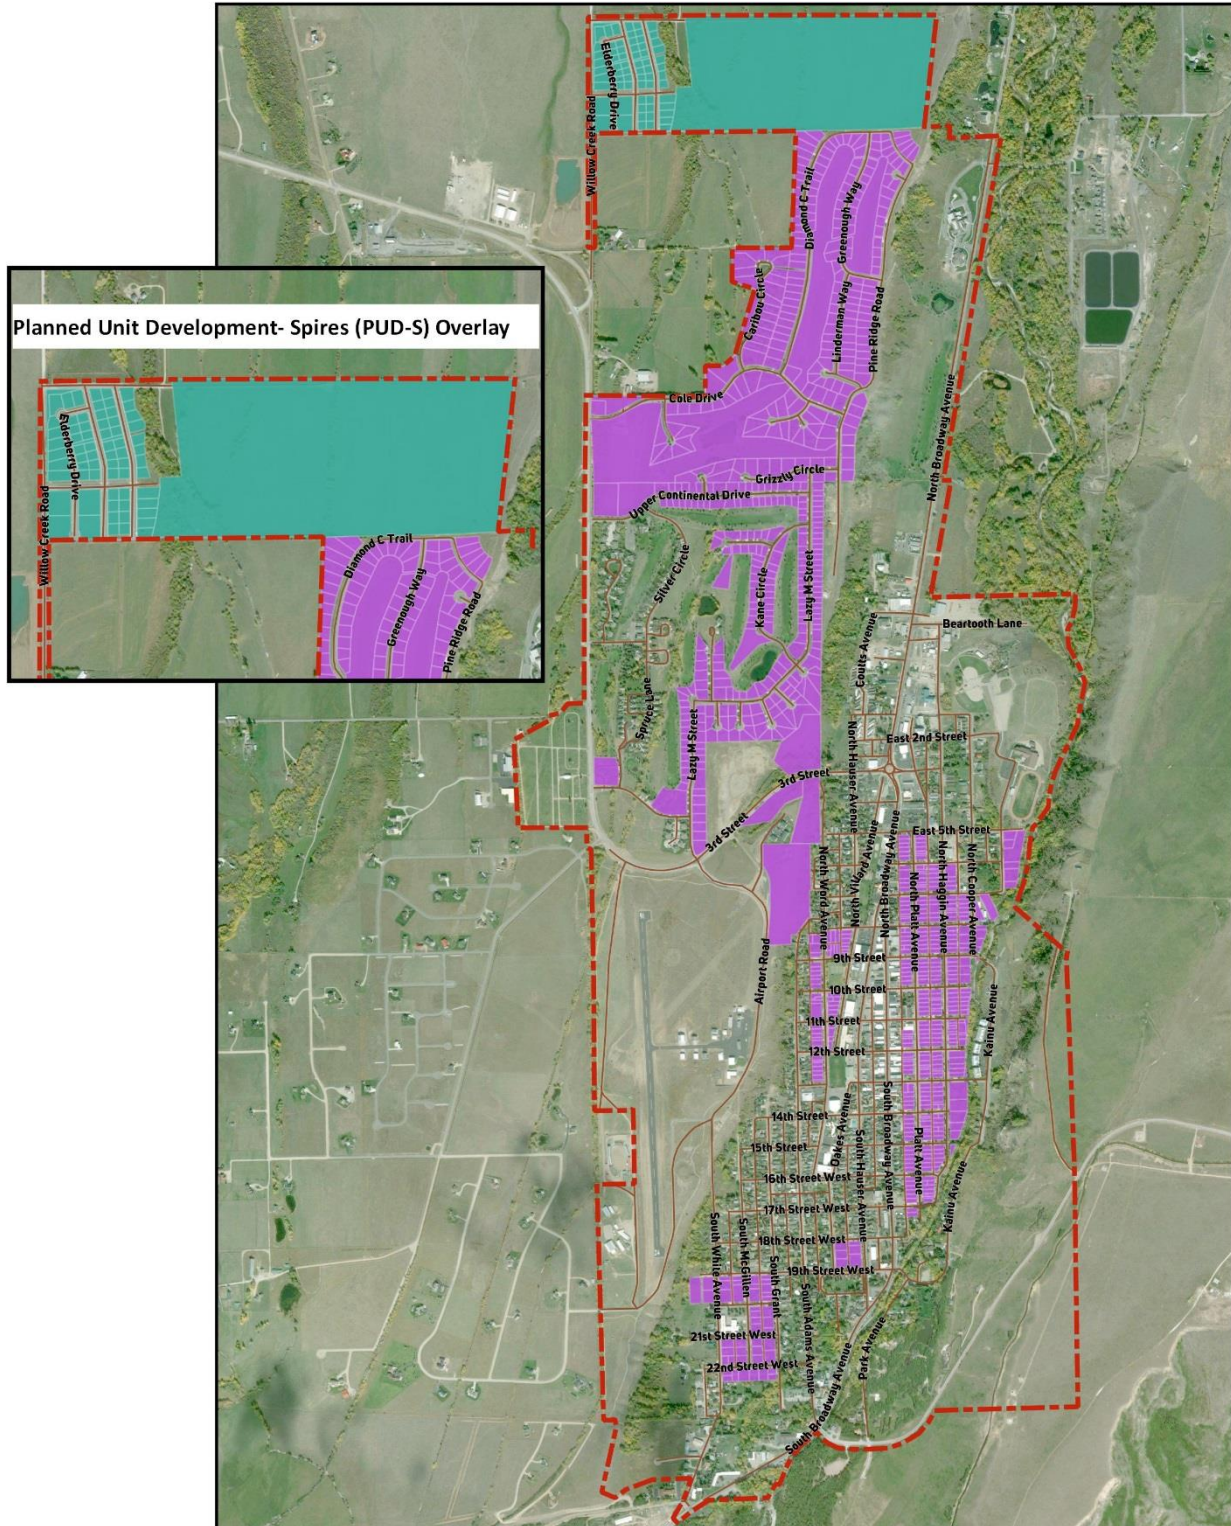 Elderberry Drive
Willow Creek Road
Diamond C Trail
Greenough Way
Caribou Circle
Linderman Way
Pine Ridge Road
North Broadway Avenue
Planned Unit Development- Spires (PUD-S) Overlay
Elderberry Drive
Willow Creek Road
Diamond C Trail
Greenough Way
Pine Ridge Road
Cole Drive
Grizzly Circle
Upper Continental Drive
Silver Circle
Kane Circle
Lazy M Street
Coutts Avenue
Beartooth Lane
Spruce Lane
Lazy M Street
North Hauser Avenue
East 2nd Street
3rd Street
3rd Street
East 5th Street
North Word Avenue
North Villard Avenue
North Broadway Avenue
North Platt Avenue
North Haggin Avenue
North Cooper Avenue
Airport Road
9th Street
10th Street
11th Street
12th Street
Kainu Avenue
14th Street
15th Street
16th Street West
17th Street West
18th Street West
19th Street West
Oakes Avenue
South Hauser Avenue
South Broadway Avenue
Platt Avenue
Kainu Avenue
South White Avenue
South McGillen
South Grant
South Adams Avenue
21st Street West
22nd Street West
Park Avenue
South Broadway Avenue